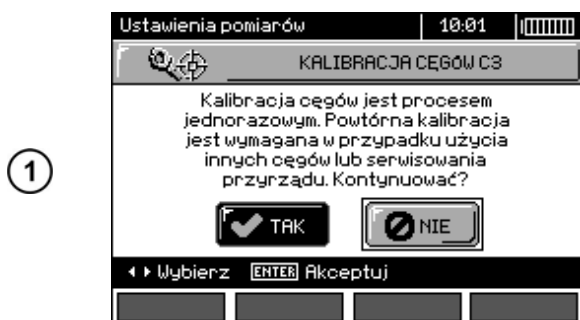 Ustawienia pomiarów 10:01
KALIBRACJA CĘGÓW C3
Kalibracja cęgów jest procesem
jednorazowym. Powtórna kalibracja
jest wymagana w przypadku użycia
innych cęgów lub serwisowania
przyrządu. Kontynuować?
1
TAK NIE
Wybierz ENTER Akceptuj